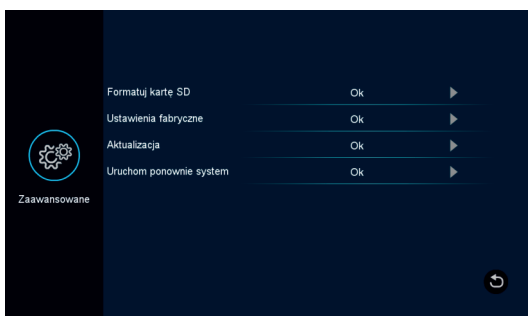 Formatuj kartę SD Ok
Ustawienia fabryczne Ok
Aktualizacja Ok
Uruchom ponownie system Ok
Zaawansowane